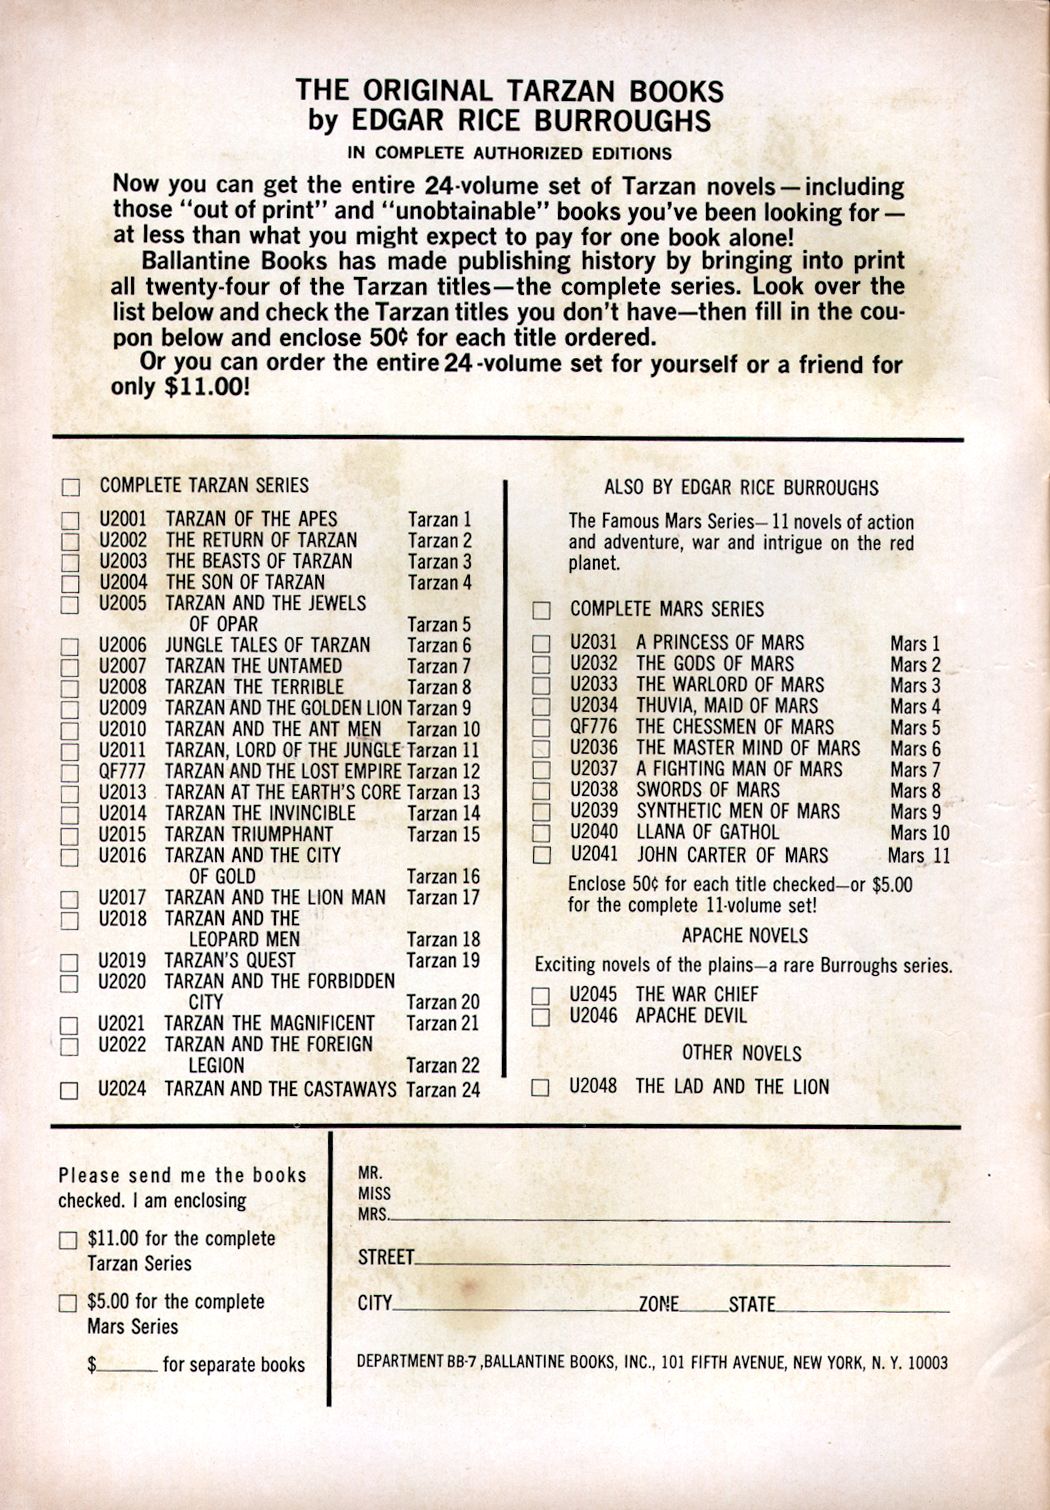 THE ORIGINAL TARZAN BOOKS
by EDGAR RICE BURROUGHS
IN COMPLETE AUTHORIZED EDITIONS
Now you can get the entire 24-volume set of Tarzan novels—including
those "out of print" and "unobtainable" books you've been looking for—
at less than what you might expect to pay for one book alone!
Ballantine Books has made publishing history by bringing into print
all twenty-four of the Tarzan titles—the complete series. Look over the
list below and check the Tarzan titles you don't have—then fill in the cou-
pon below and enclose 50¢ for each title ordered.
Or you can order the entire 24-volume set for yourself or a friend for
only $11.00!
COMPLETE TARZAN SERIES
U2001 TARZAN OF THE APES Tarzan 1
U2002 THE RETURN OF TARZAN Tarzan 2
U2003 THE BEASTS OF TARZAN Tarzan 3
U2004 THE SON OF TARZAN Tarzan 4
U2005 TARZAN AND THE JEWELS
OF OPAR Tarzan 5
U2006 JUNGLE TALES OF TARZAN Tarzan 6
U2007 TARZAN THE UNTAMED Tarzan 7
U2008 TARZAN THE TERRIBLE Tarzan 8
U2009 TARZAN AND THE GOLDEN LION Tarzan 9
U2010 TARZAN AND THE ANT MEN Tarzan 10
U2011 TARZAN, LORD OF THE JUNGLE Tarzan 11
QF777 TARZAN AND THE LOST EMPIRE Tarzan 12
U2013 TARZAN AT THE EARTH'S CORE Tarzan 13
U2014 TARZAN THE INVINCIBLE Tarzan 14
U2015 TARZAN TRIUMPHANT Tarzan 15
U2016 TARZAN AND THE CITY
OF GOLD Tarzan 16
U2017 TARZAN AND THE LION MAN Tarzan 17
U2018 TARZAN AND THE
LEOPARD MEN Tarzan 18
U2019 TARZAN'S QUEST Tarzan 19
U2020 TARZAN AND THE FORBIDDEN
CITY Tarzan 20
U2021 TARZAN THE MAGNIFICENT Tarzan 21
U2022 TARZAN AND THE FOREIGN
LEGION Tarzan 22
U2024 TARZAN AND THE CASTAWAYS Tarzan 24
ALSO BY EDGAR RICE BURROUGHS
The Famous Mars Series—11 novels of action
and adventure, war and intrigue on the red
planet.
COMPLETE MARS SERIES
U2031 A PRINCESS OF MARS Mars 1
U2032 THE GODS OF MARS Mars 2
U2033 THE WARLORD OF MARS Mars 3
U2034 THUVIA, MAID OF MARS Mars 4
QF776 THE CHESSMEN OF MARS Mars 5
U2036 THE MASTER MIND OF MARS Mars 6
U2037 A FIGHTING MAN OF MARS Mars 7
U2038 SWORDS OF MARS Mars 8
U2039 SYNTHETIC MEN OF MARS Mars 9
U2040 LLANA OF GATHOL Mars 10
U2041 JOHN CARTER OF MARS Mars 11
Enclose 50¢ for each title checked—or $5.00
for the complete 11-volume set!
APACHE NOVELS
Exciting novels of the plains—a rare Burroughs series.
U2045 THE WAR CHIEF
U2046 APACHE DEVIL
OTHER NOVELS
U2048 THE LAD AND THE LION
Please send me the books
checked. I am enclosing
$11.00 for the complete
Tarzan Series
$5.00 for the complete
Mars Series
$______ for separate books
MR.
MISS
MRS.
STREET
CITY ZONE STATE
DEPARTMENT BB-7, BALLANTINE BOOKS, INC., 101 FIFTH AVENUE, NEW YORK, N. Y. 10003